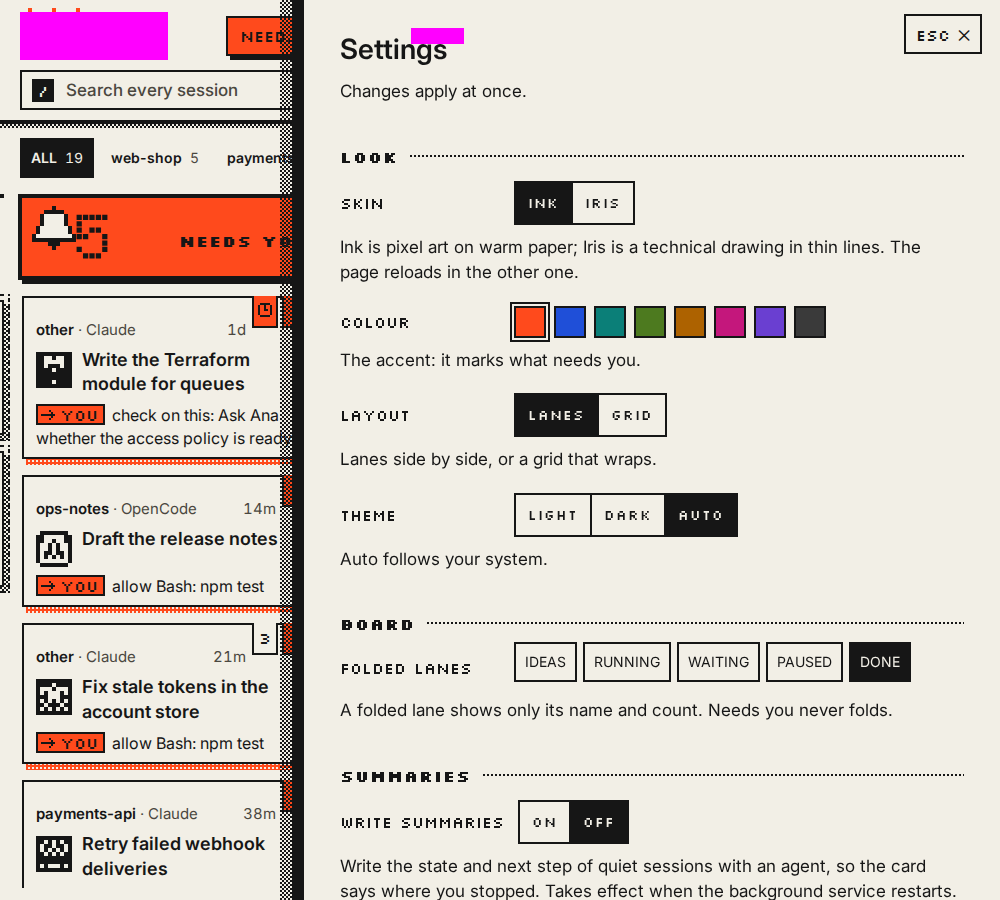 NEED
Search every session
ALL 19 web-shop 5 payment
5 NEEDS YO
other · Claude 1d
Write the Terraform
module for queues
→ YOU check on this: Ask Ana
whether the access policy is ready
ops-notes · OpenCode 14m
Draft the release notes
→ YOU allow Bash: npm test
3
other · Claude 21m
Fix stale tokens in the
account store
→ YOU allow Bash: npm test
payments-api · Claude 38m
Retry failed webhook
deliveries
Settings
ESC ×
Changes apply at once.
LOOK
SKIN INK IRIS
Ink is pixel art on warm paper; Iris is a technical drawing in thin lines. The
page reloads in the other one.
COLOUR
The accent: it marks what needs you.
LAYOUT LANES GRID
Lanes side by side, or a grid that wraps.
THEME LIGHT DARK AUTO
Auto follows your system.
BOARD
FOLDED LANES IDEAS RUNNING WAITING PAUSED DONE
A folded lane shows only its name and count. Needs you never folds.
SUMMARIES
WRITE SUMMARIES ON OFF
Write the state and next step of quiet sessions with an agent, so the card
says where you stopped. Takes effect when the background service restarts.